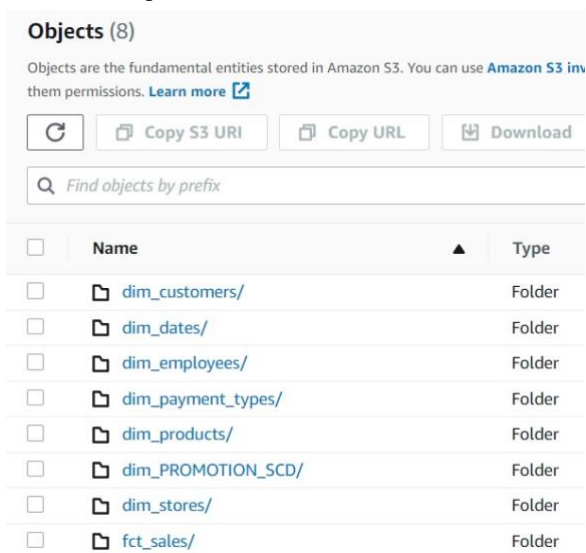 Objects (8)
Objects are the fundamental entities stored in Amazon S3. You can use Amazon S3 inv
them permissions. Learn more
Copy S3 URI Copy URL Download
Find objects by prefix
Name Type
dim_customers/ Folder
dim_dates/ Folder
dim_employees/ Folder
dim_payment_types/ Folder
dim_products/ Folder
dim_PROMOTION_SCD/ Folder
dim_stores/ Folder
fct_sales/ Folder